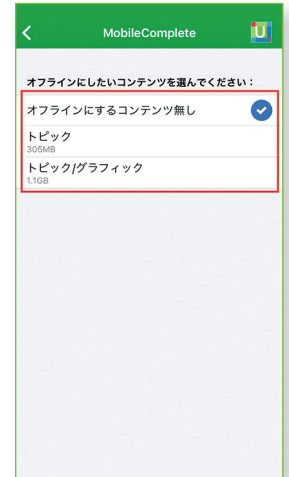 MobileComplete
U
オフラインにしたいコンテンツを選んでください：
オフラインにするコンテンツ無し
トピック
305MB
トピック/グラフィック
1.1GB